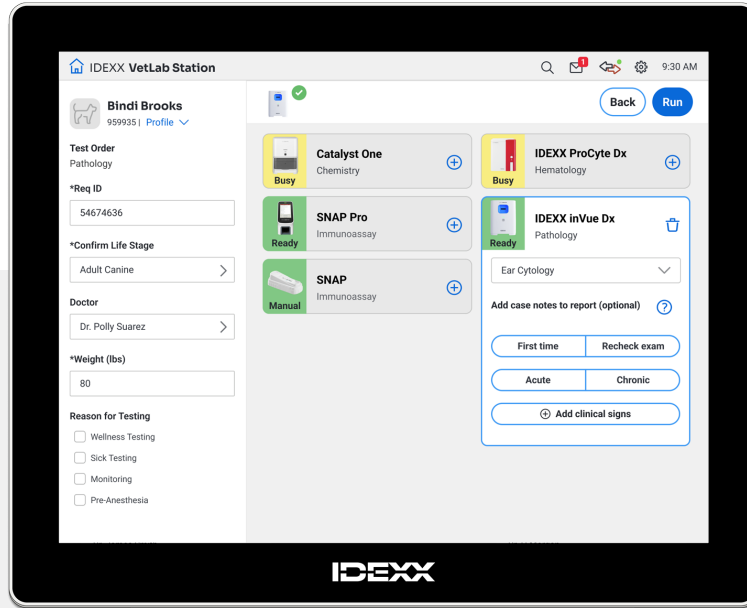 IDEXX VetLab Station
1
9:30 AM
Bindi Brooks
959935 | Profile
Back
Run
Test Order
Pathology
*Req ID
54674636
*Confirm Life Stage
Adult Canine
Doctor
Dr. Polly Suarez
*Weight (lbs)
80
Reason for Testing
Wellness Testing
Sick Testing
Monitoring
Pre-Anesthesia
Catalyst One
Chemistry
Busy
IDEXX ProCyte Dx
Hematology
Busy
SNAP Pro
Immunoassay
Ready
IDEXX inVue Dx
Pathology
Ready
SNAP
Immunoassay
Manual
Ear Cytology
Add case notes to report (optional)
?
First time
Recheck exam
Acute
Chronic
Add clinical signs
IDEXX